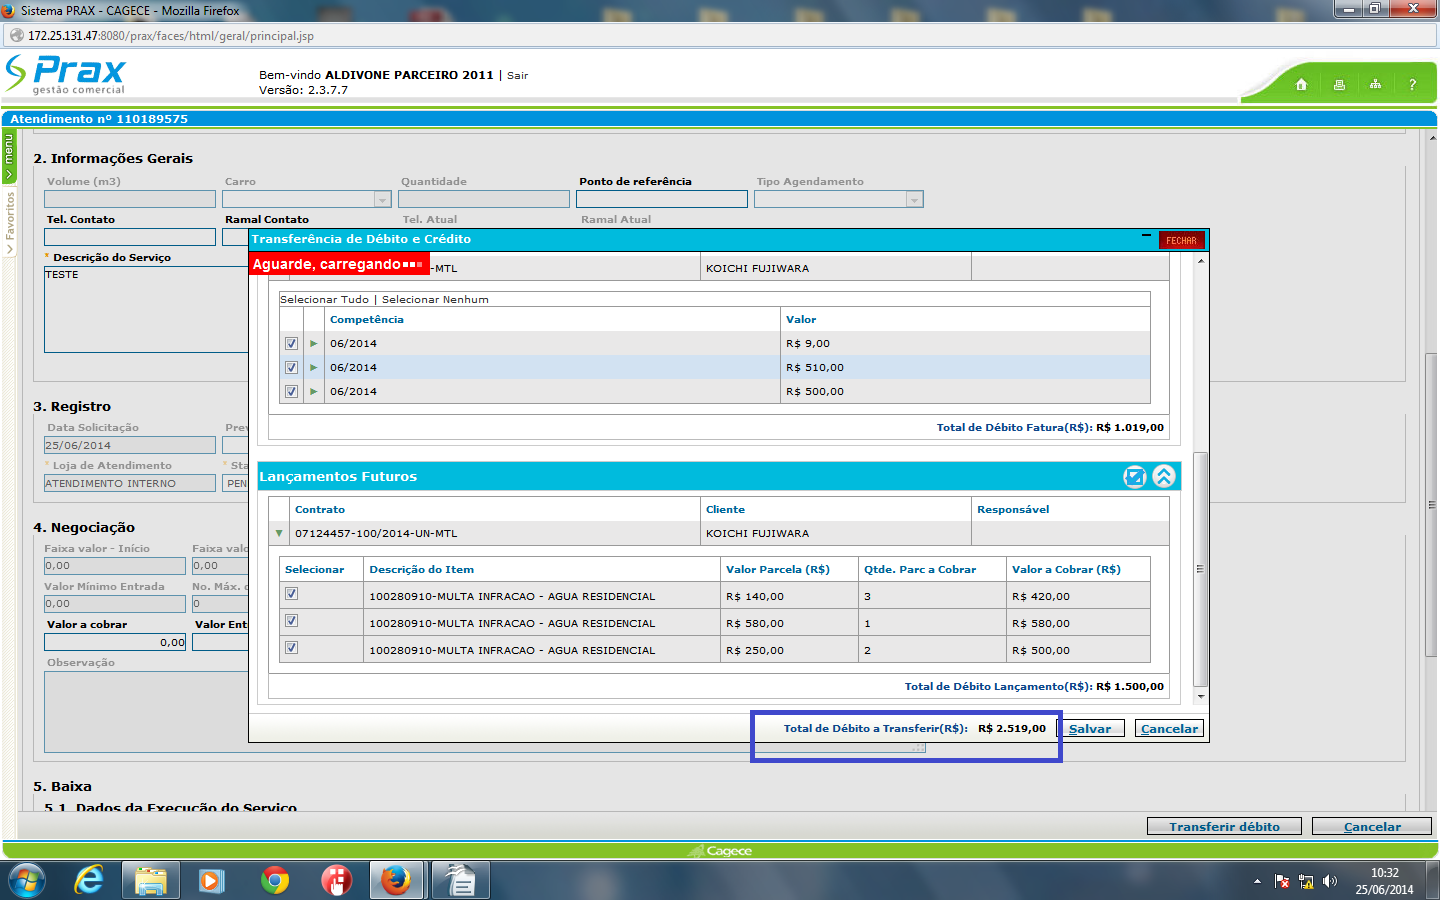 Sistema PRAX - CAGECE - Mozilla Firefox
172.25.131.47:8080/prax/faces/html/geral/principal.jsp
Prax
gestão comercial
Bem-vindo ALDIVONE PARCEIRO 2011 | Sair
Versão: 2.3.7.7
?
Atendimento nº 110189575
menu
Favoritos
2. Informações Gerais
Volume (m3) Carro Quantidade Ponto de referência Tipo Agendamento
Tel. Contato Ramal Contato Tel. Atual Ramal Atual
* Descrição do Serviço
TESTE
Transferência de Débito e Crédito
FECHAR
Aguarde, carregando
-MTL KOICHI FUJIWARA
Selecionar Tudo | Selecionar Nenhum
Competência Valor
06/2014 R$ 9,00
06/2014 R$ 510,00
06/2014 R$ 500,00
Total de Débito Fatura(R$): R$ 1.019,00
Lançamentos Futuros
Contrato Cliente Responsável
07124457-100/2014-UN-MTL KOICHI FUJIWARA
Selecionar Descrição do Item Valor Parcela (R$) Qtde. Parc a Cobrar Valor a Cobrar (R$)
100280910-MULTA INFRACAO - AGUA RESIDENCIAL R$ 140,00 3 R$ 420,00
100280910-MULTA INFRACAO - AGUA RESIDENCIAL R$ 580,00 1 R$ 580,00
100280910-MULTA INFRACAO - AGUA RESIDENCIAL R$ 250,00 2 R$ 500,00
Total de Débito Lançamento(R$): R$ 1.500,00
Total de Débito a Transferir(R$): R$ 2.519,00 Salvar Cancelar
3. Registro
Data Solicitação Prev
25/06/2014
* Loja de Atendimento * Sta
ATENDIMENTO INTERNO PEN
4. Negociação
Faixa valor - Início Faixa valo
0,00 0,00
Valor Mínimo Entrada No. Máx. d
0,00 0
Valor a cobrar Valor Ent
0,00
Observação
5. Baixa
5.1. Dados da Execução do Serviço
Transferir débito Cancelar
Cagece
10:32
25/06/2014